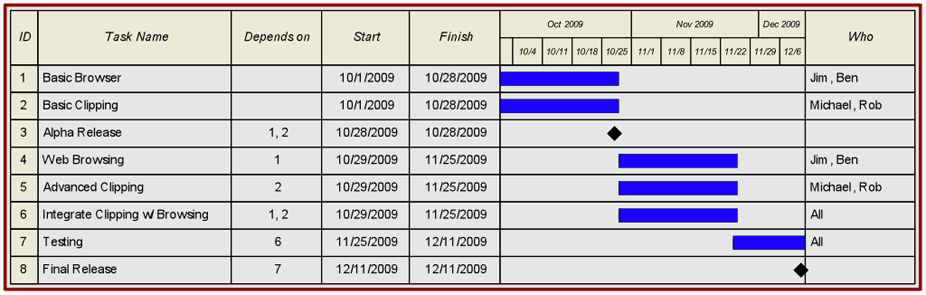 ID Task Name Depends on Start Finish Oct 2009 Nov 2009 Dec 2009 Who
10/4 10/11 10/18 10/25 11/1 11/8 11/15 11/22 11/29 12/6
1 Basic Browser 10/1/2009 10/28/2009 Jim, Ben
2 Basic Clipping 10/1/2009 10/28/2009 Michael, Rob
3 Alpha Release 1, 2 10/28/2009 10/28/2009
4 Web Browsing 1 10/29/2009 11/25/2009 Jim, Ben
5 Advanced Clipping 2 10/29/2009 11/25/2009 Michael, Rob
6 Integrate Clipping w/ Browsing 1, 2 10/29/2009 11/25/2009 All
7 Testing 6 11/25/2009 12/11/2009 All
8 Final Release 7 12/11/2009 12/11/2009